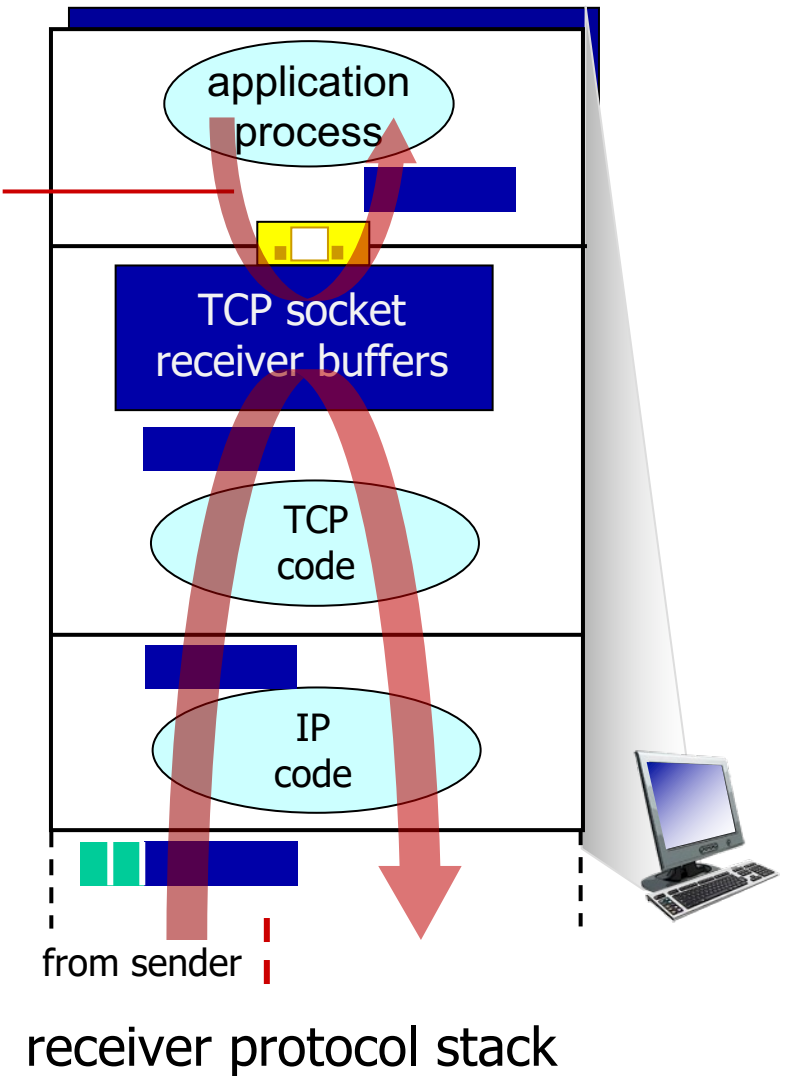 application
process
TCP socket
receiver buffers
TCP
code
IP
code
from sender
receiver protocol stack